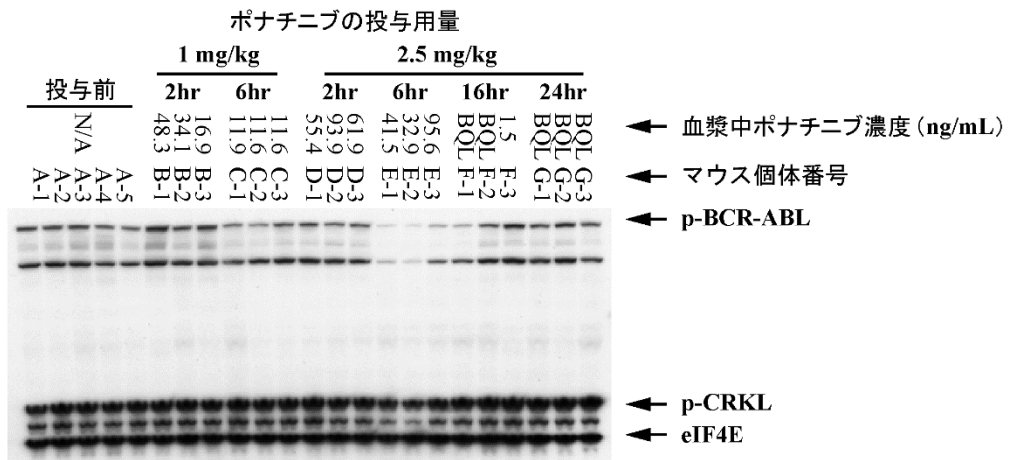 ポナチニブの投与用量
1 mg/kg 2.5 mg/kg
投与前 2hr 6hr 2hr 6hr 16hr 24hr
N/A 48.3 34.1 16.9 11.9 11.6 11.6 55.4 93.9 61.9 41.5 32.9 95.6 BQL BQL 1.5 BQL BQL BQL 血漿中ポナチニブ濃度(ng/mL)
A-1 A-2 A-3 A-4 A-5 B-1 B-2 B-3 C-1 C-2 C-3 D-1 D-2 D-3 E-1 E-2 E-3 F-1 F-2 F-3 G-1 G-2 G-3 マウス個体番号
p-BCR-ABL
p-CRKL
eIF4E